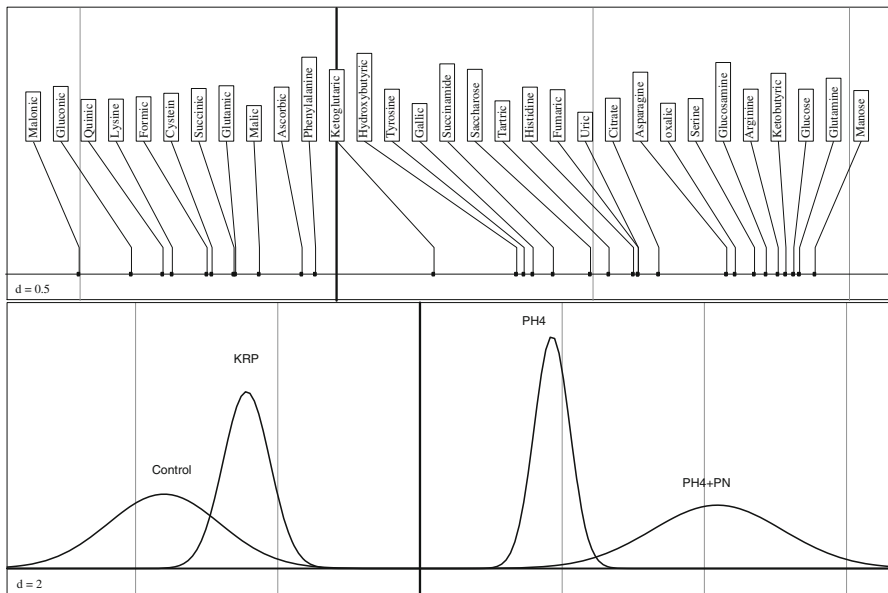 Malonic
Gluconic
Quinic
Lysine
Formic
Cystein
Succinic
Glutamic
Malic
Ascorbic
Phenylalanine
Ketoglutaric
Hydroxybutyric
Tyrosine
Gallic
Succinamide
Saccharose
Tartric
Histidine
Fumaric
Uric
Citrate
Asparagine
oxalic
Serine
Glucosamine
Arginine
Ketobutyric
Glucose
Glutamine
Manose
d = 0.5
PH4
KRP
Control
PH4+PN
d = 2